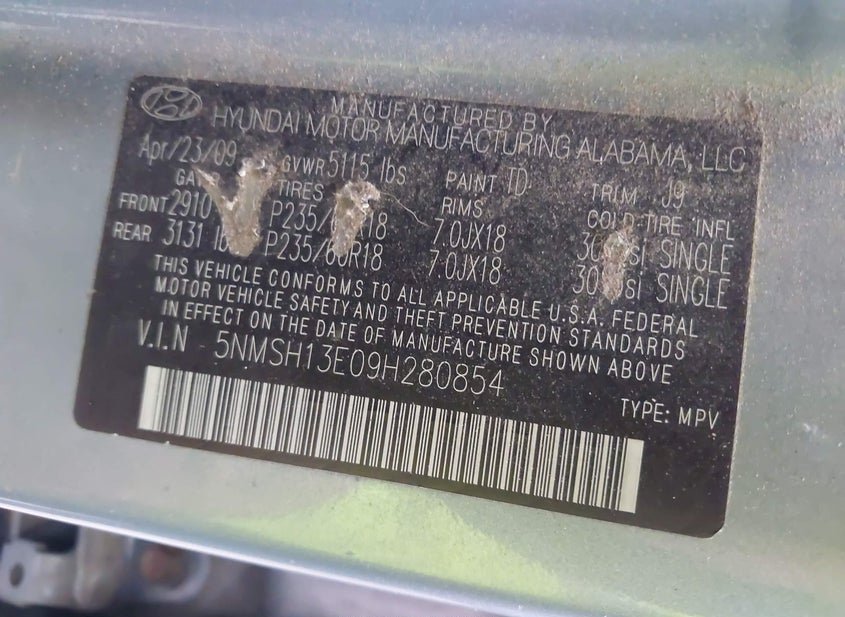 MANUFACTURED BY
HYUNDAI MOTOR MANUFACTURING ALABAMA, LLC
Apr/23/09 GVWR 5115 lbs PAINT ID TRIM J9
TIRES RIMS COLD TIRE INFL
FRONT 2910 7.0JX18 SINGLE
REAR 3131 P235/60R18 7.0JX18 SINGLE
THIS VEHICLE CONFORMS TO ALL APPLICABLE U.S.A. FEDERAL
MOTOR VEHICLE SAFETY AND THEFT PREVENTION STANDARDS
IN EFFECT ON THE DATE OF MANUFACTURE SHOWN ABOVE
V.I.N 5NMSH13E09H280854
TYPE: MPV